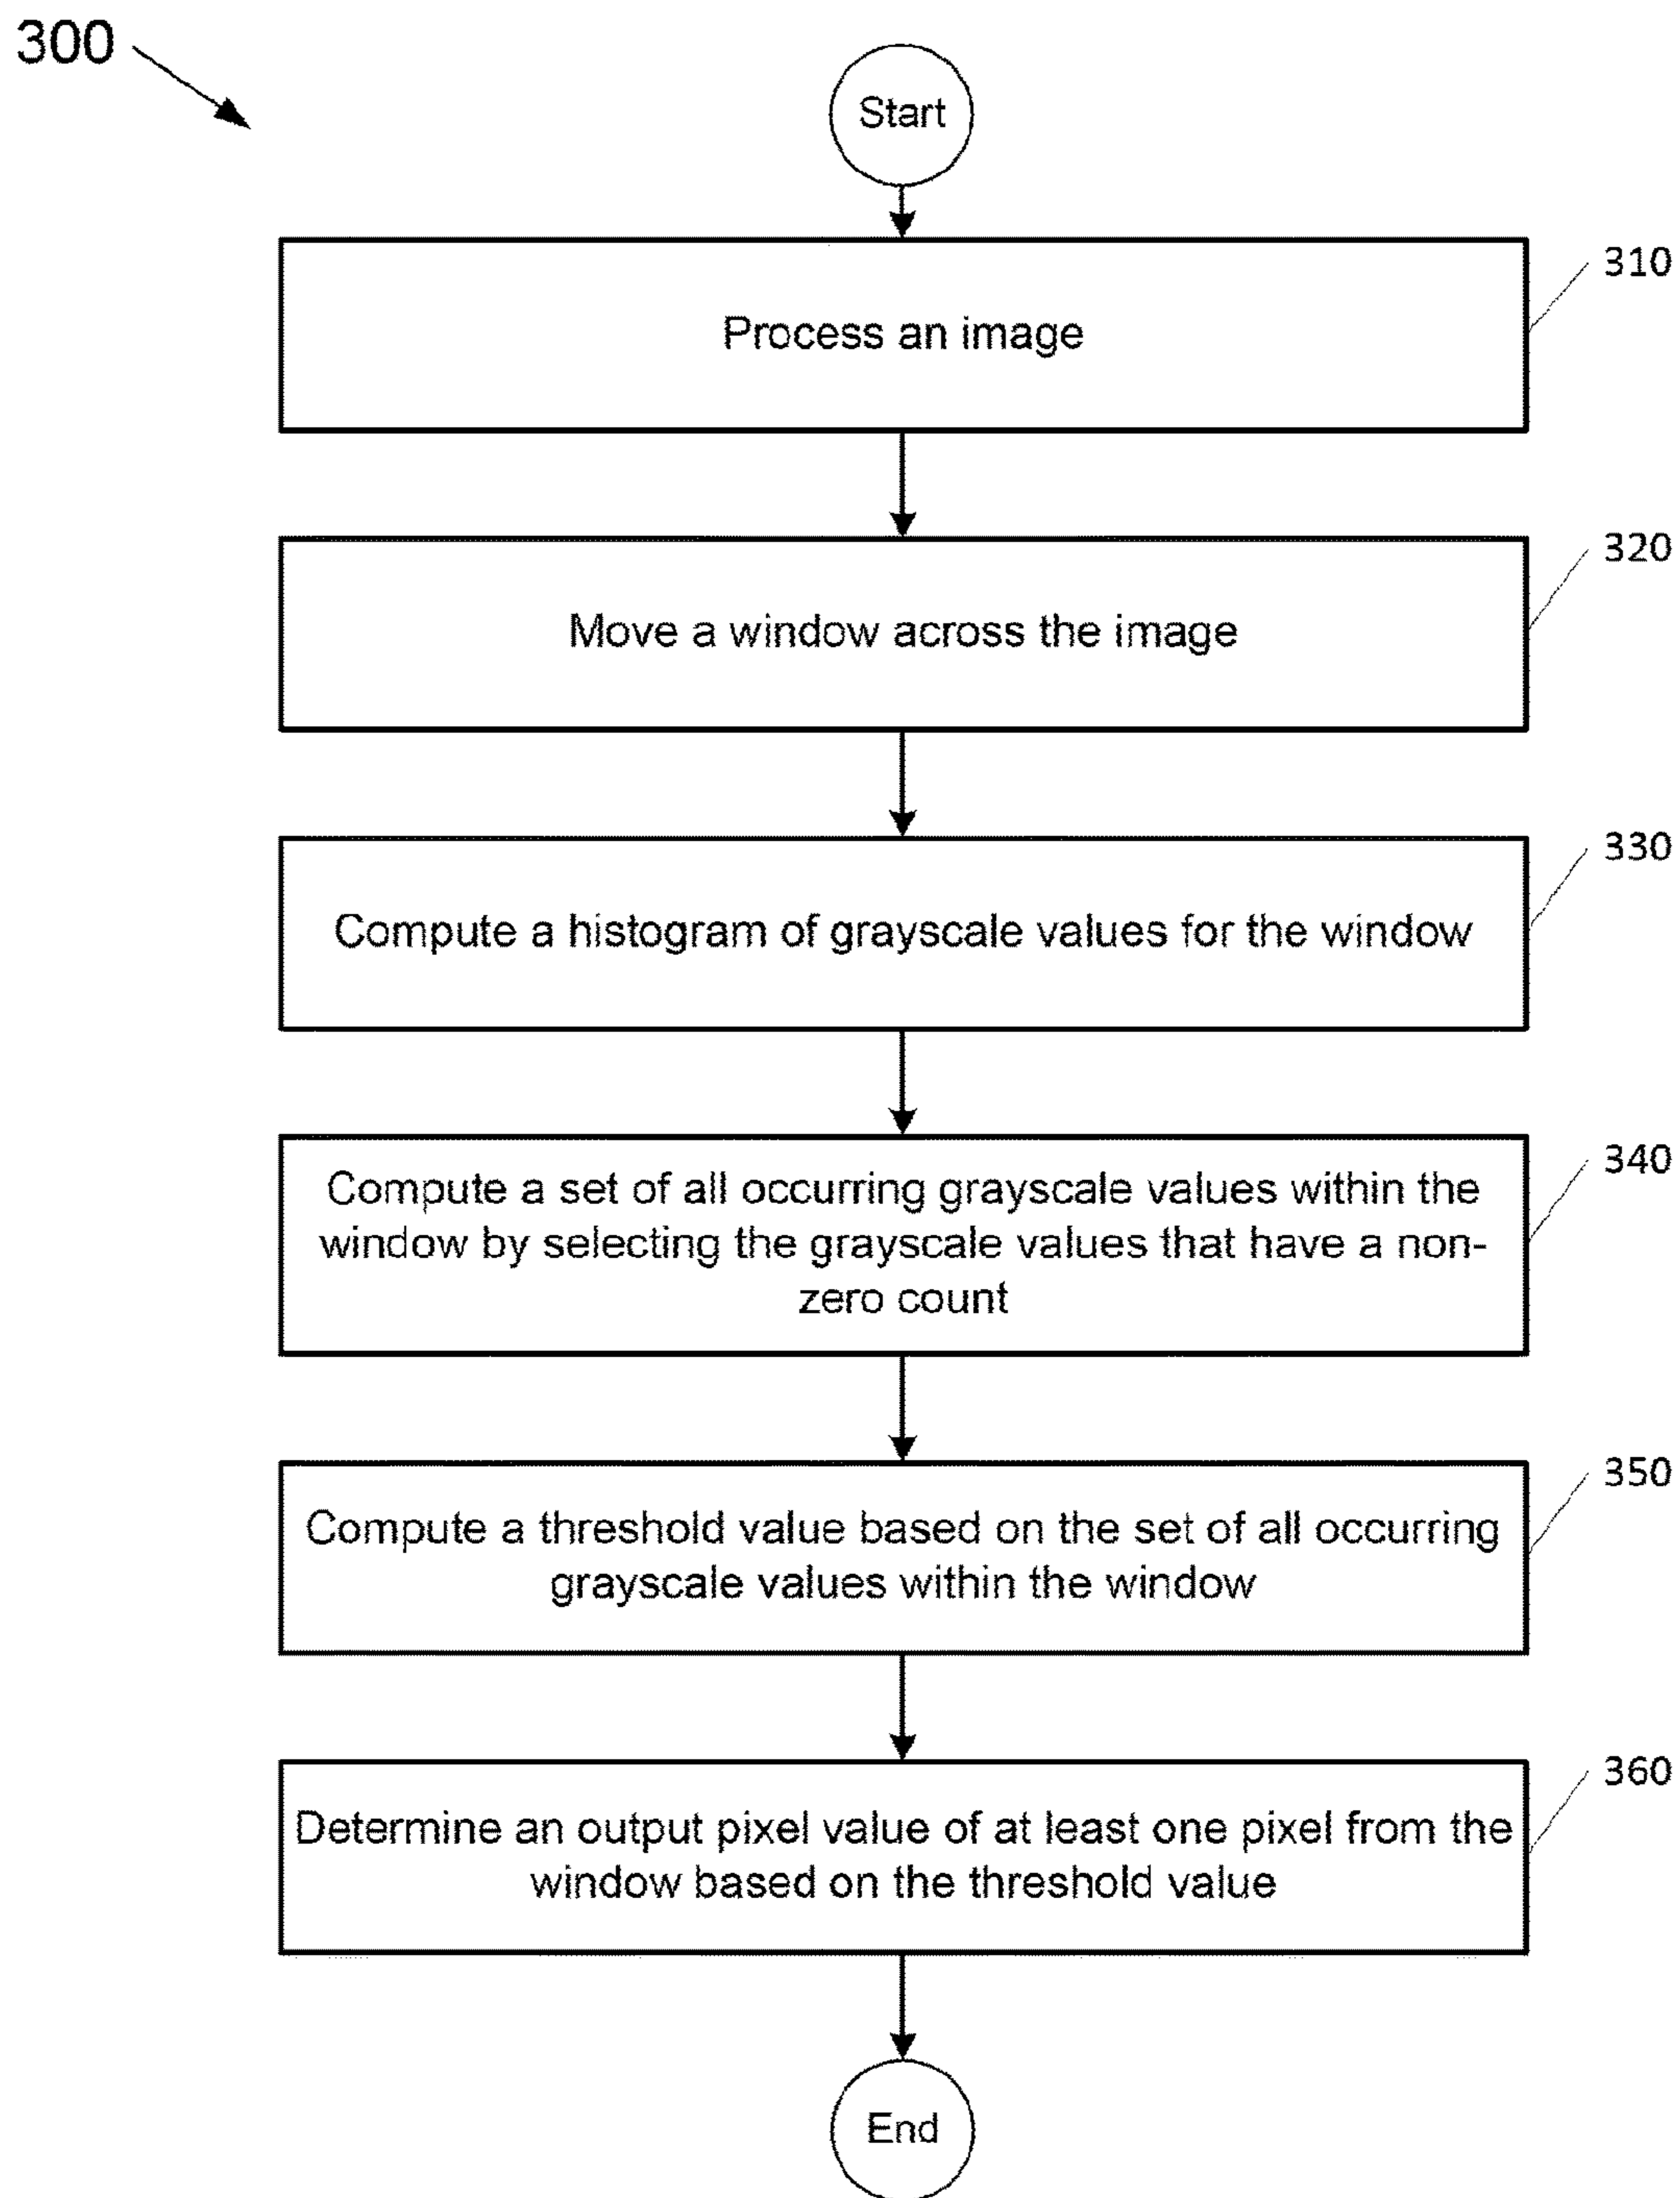 300
Start
310
Process an image
320
Move a window across the image
330
Compute a histogram of grayscale values for the window
340
Compute a set of all occurring grayscale values within the
window by selecting the grayscale values that have a non-
zero count
350
Compute a threshold value based on the set of all occurring
grayscale values within the window
360
Determine an output pixel value of at least one pixel from the
window based on the threshold value
End